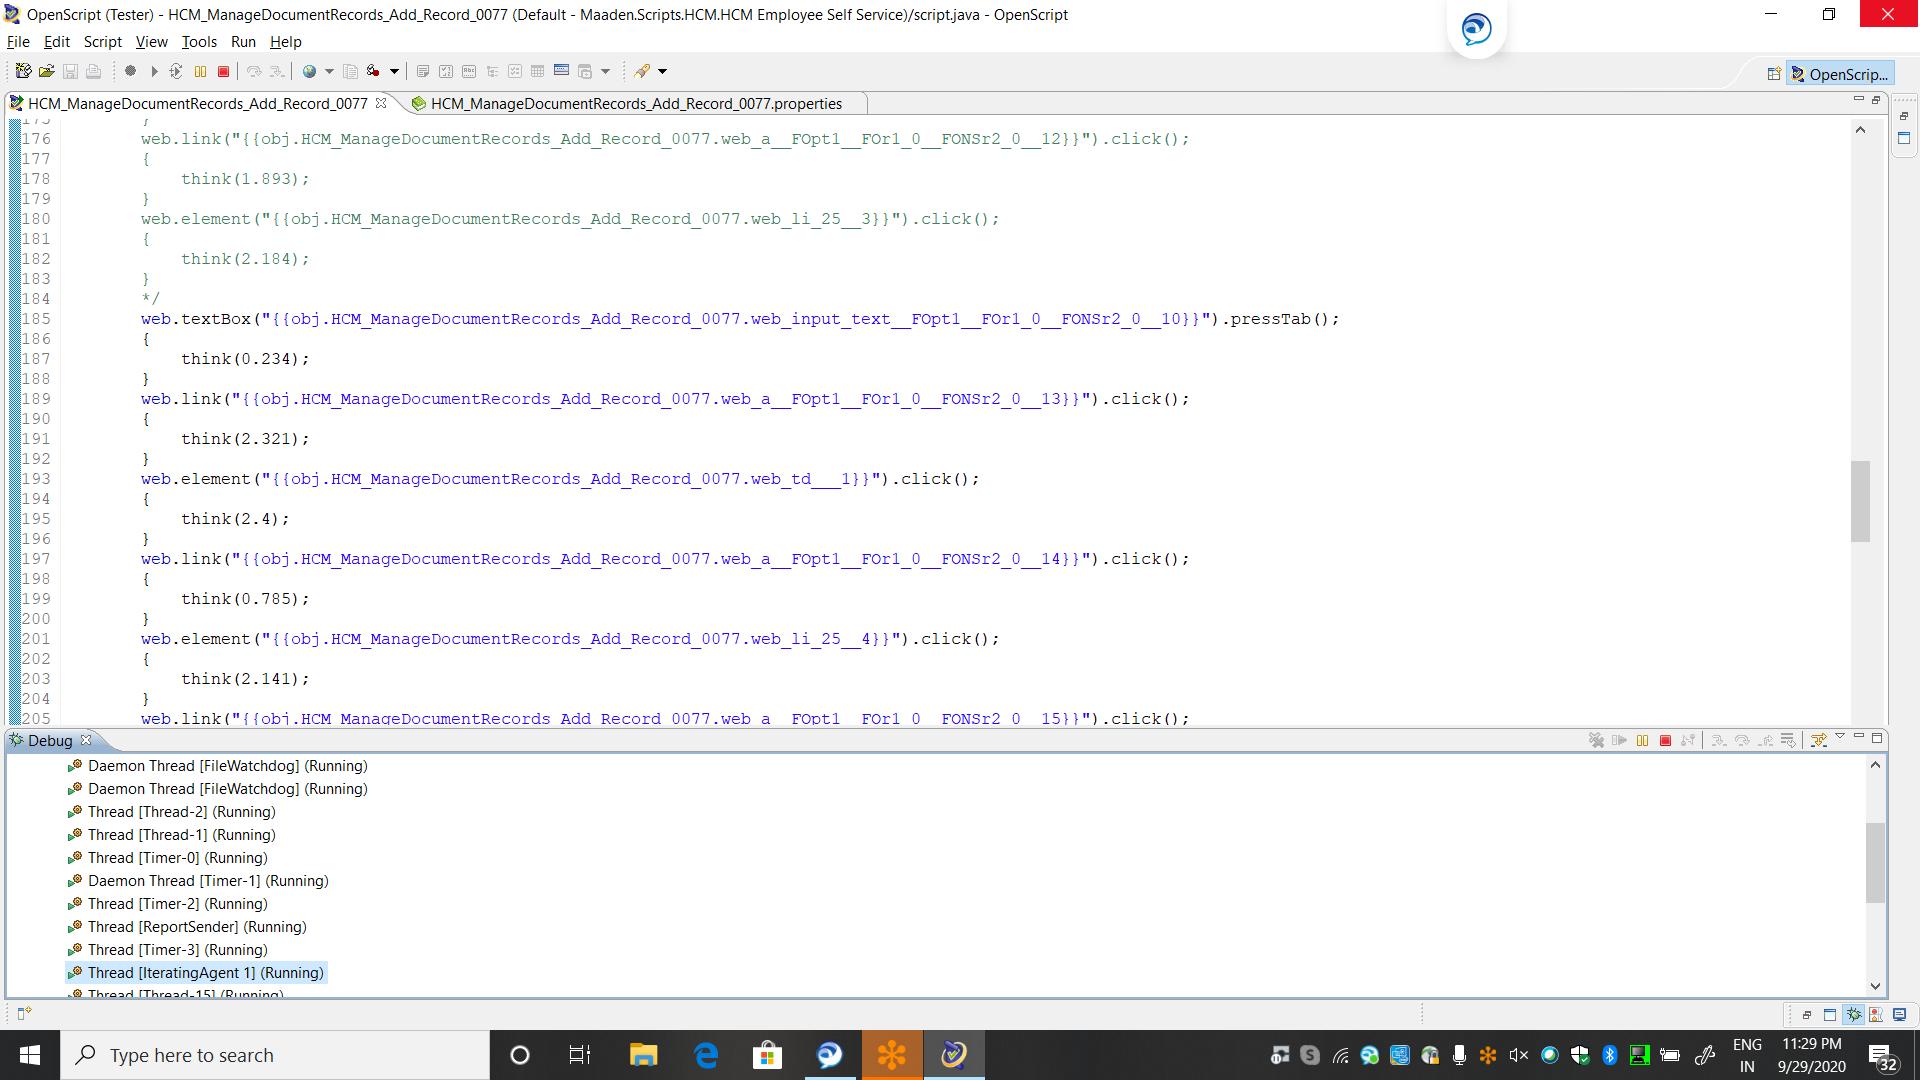 OpenScript (Tester) - HCM_ManageDocumentRecords_Add_Record_0077 (Default - Maaden.Scripts.HCM.HCM Employee Self Service)/script.java - OpenScript
File Edit Script View Tools Run Help
OpenScrip...
HCM_ManageDocumentRecords_Add_Record_0077 HCM_ManageDocumentRecords_Add_Record_0077.properties
175 }
176 web.link("{{obj.HCM_ManageDocumentRecords_Add_Record_0077.web_a__FOpt1__FOr1_0__FONSr2_0__12}}").click();
177 {
178 think(1.893);
179 }
180 web.element("{{obj.HCM_ManageDocumentRecords_Add_Record_0077.web_li_25__3}}").click();
181 {
182 think(2.184);
183 }
184 */
185 web.textBox("{{obj.HCM_ManageDocumentRecords_Add_Record_0077.web_input_text__FOpt1__FOr1_0__FONSr2_0__10}}").pressTab();
186 {
187 think(0.234);
188 }
189 web.link("{{obj.HCM_ManageDocumentRecords_Add_Record_0077.web_a__FOpt1__FOr1_0__FONSr2_0__13}}").click();
190 {
191 think(2.321);
192 }
193 web.element("{{obj.HCM_ManageDocumentRecords_Add_Record_0077.web_td___1}}").click();
194 {
195 think(2.4);
196 }
197 web.link("{{obj.HCM_ManageDocumentRecords_Add_Record_0077.web_a__FOpt1__FOr1_0__FONSr2_0__14}}").click();
198 {
199 think(0.785);
200 }
201 web.element("{{obj.HCM_ManageDocumentRecords_Add_Record_0077.web_li_25__4}}").click();
202 {
203 think(2.141);
204 }
205 web.link("{{obj.HCM_ManageDocumentRecords_Add_Record_0077.web_a__FOpt1__FOr1_0__FONSr2_0__15}}").click();
Debug
Daemon Thread [FileWatchdog] (Running)
Daemon Thread [FileWatchdog] (Running)
Thread [Thread-2] (Running)
Thread [Thread-1] (Running)
Thread [Timer-0] (Running)
Daemon Thread [Timer-1] (Running)
Thread [Timer-2] (Running)
Thread [ReportSender] (Running)
Thread [Timer-3] (Running)
Thread [IteratingAgent 1] (Running)
Thread [Thread-15] (Running)
Type here to search
ENG 11:29 PM
IN 9/29/2020 32